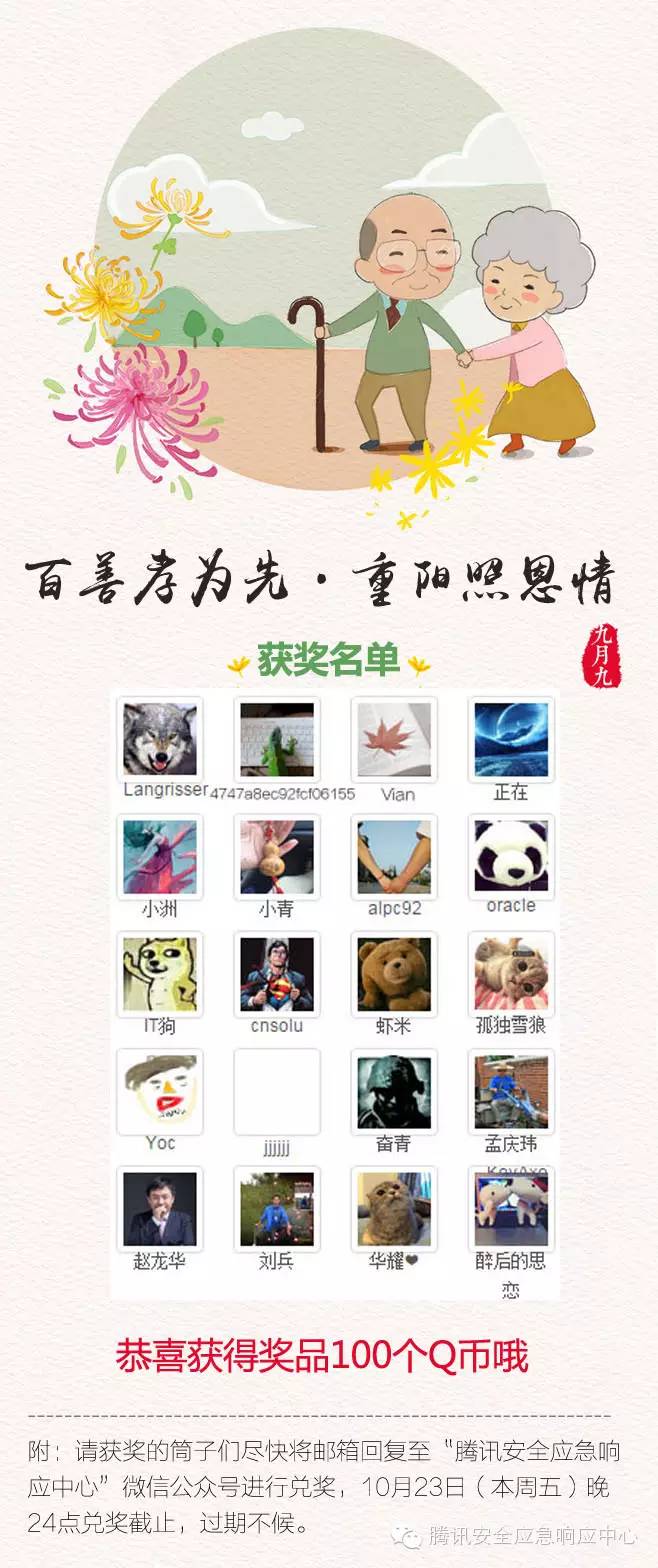 百善孝为先·重阳照恩情
九月九
获奖名单
Langrisser 4747a8ec92fcf06155 Vian 正在
小洲 小青 alpc92 oracle
IT狗 cnsolu 虾米 孤独雪狼
Yoc jjjjjj 奋青 孟庆玮
KayAxe
赵龙华 刘兵 华耀❤ 醉后的思
恋
恭喜获得奖品100个Q币哦
附：请获奖的筒子们尽快将邮箱回复至“腾讯安全应急响
应中心”微信公众号进行兑奖，10月23日（本周五）晚
24点兑奖截止，过期不候。
腾讯安全应急响应中心